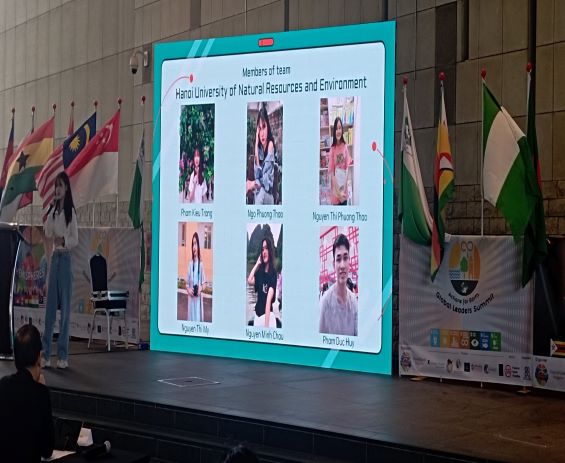 Members of team
Hanoi University of Natural Resources and Environment
Pham Kieu Trang
Ngo Phuong Thao
Nguyen Thi Phuong Thao
Nguyen Thi My
Nguyen Minh Chau
Pham Duc Huy
Global Leaders Summit